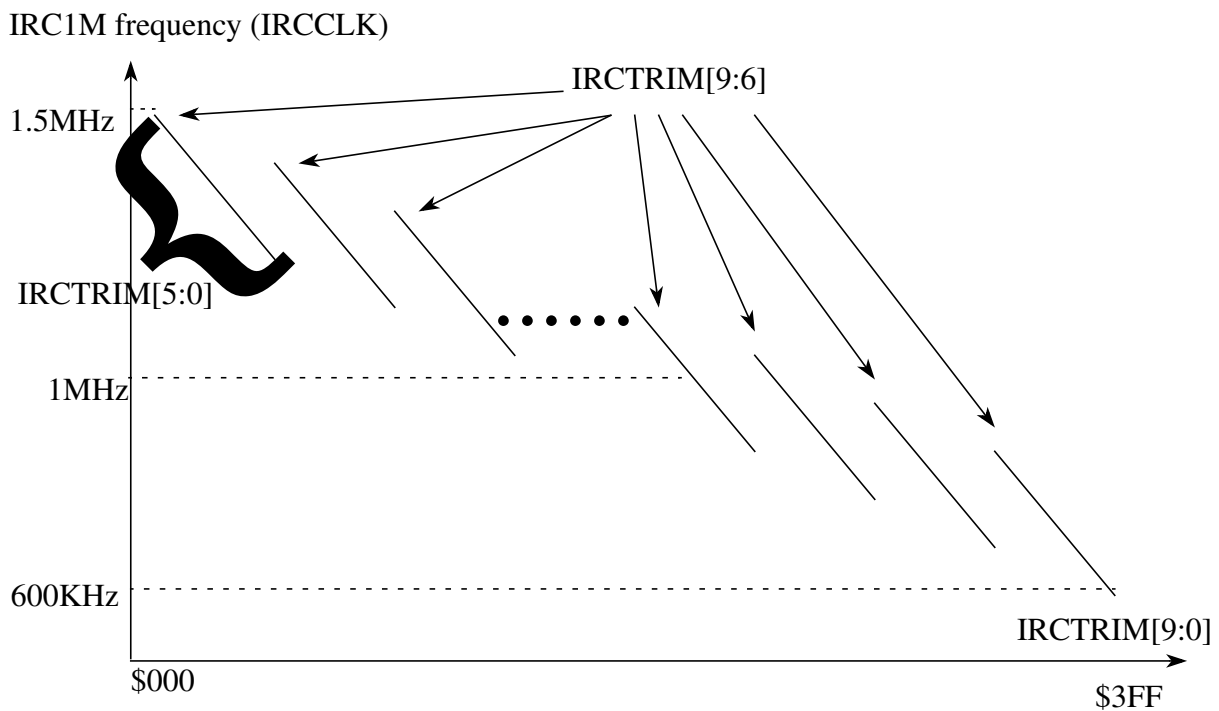 IRC1M frequency (IRCCLK)
IRCTRIM[9:6]
1.5MHz
IRCTRIM[5:0]
1MHz
600KHz
IRCTRIM[9:0]
$000
$3FF